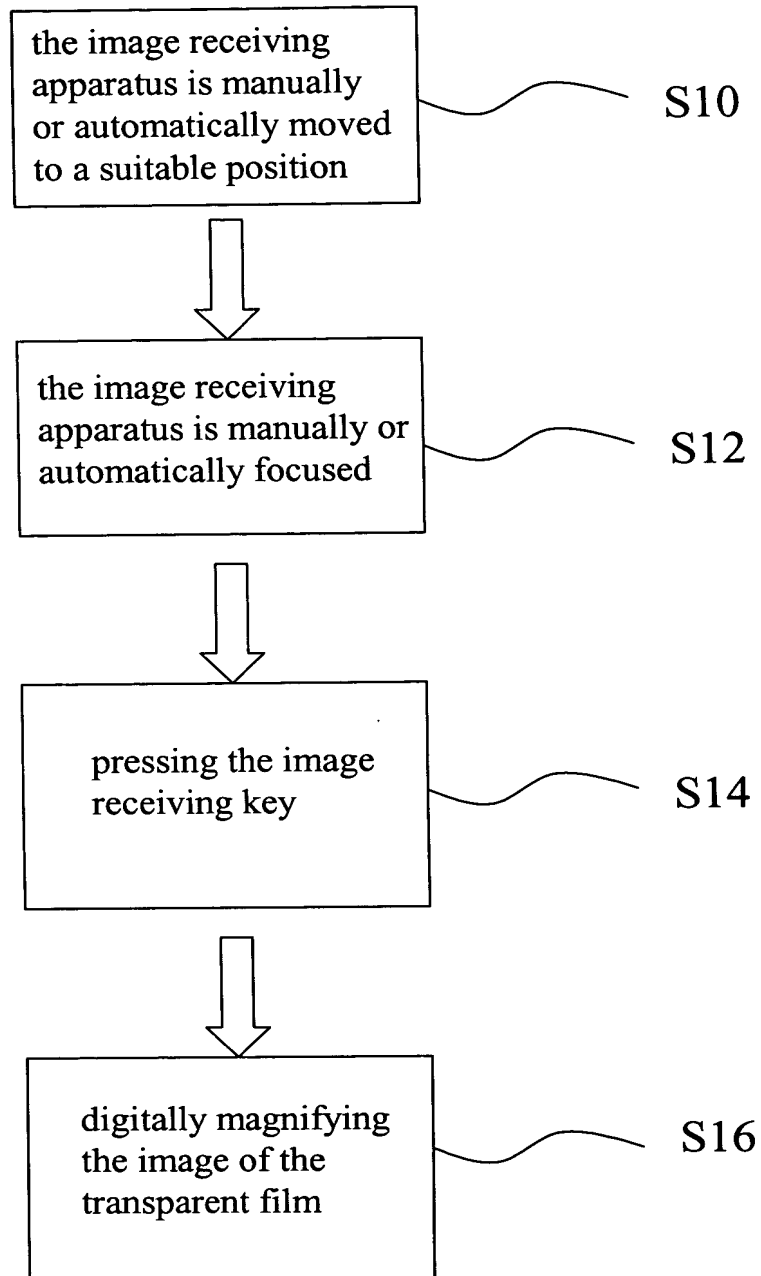 the image receiving
apparatus is manually
or automatically moved
to a suitable position
S10
the image receiving
apparatus is manually or
automatically focused
S12
pressing the image
receiving key
S14
digitally magnifying
the image of the
transparent film
S16